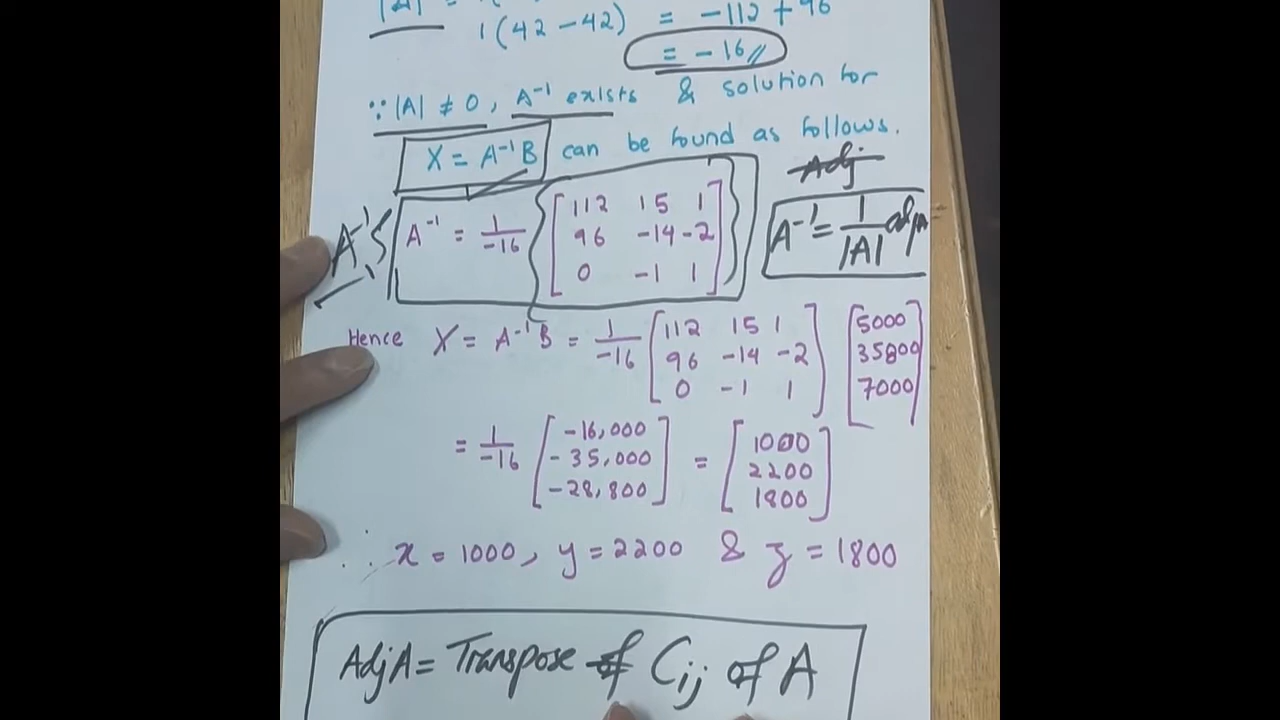 |A| =
1(42 -42) = -112 + 96
= -16 //
∵ |A| ≠ 0, A⁻¹ exists & solution for
X = A⁻¹B can be found as follows.
Adj
A⁻¹ A⁻¹ = 1/-16 [112 15 1
96 -14 -2
0 -1 1] A⁻¹ = 1/|A| adjA
Hence X = A⁻¹B = 1/-16 [112 15 1
96 -14 -2
0 -1 1] [5000
35800
7000]
= 1/-16 [-16,000
-35,000
-28,800] = [1000
2200
1800]
∴ x = 1000, y = 2200 & z = 1800
AdjA = Transpose of Cij of A